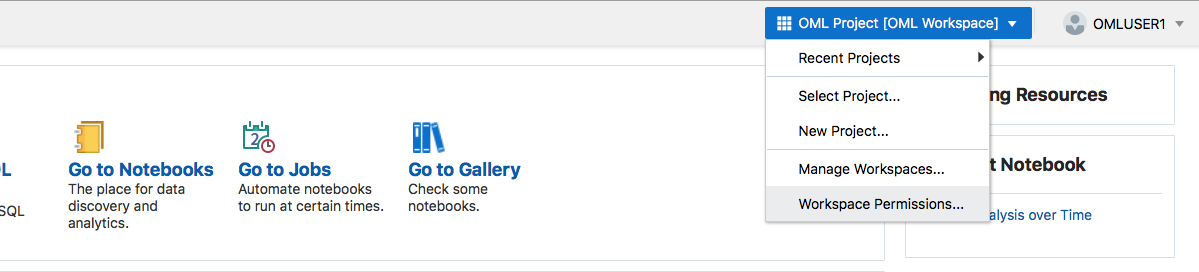 OML Project [OML Workspace]
OMLUSER1
Recent Projects
Select Project...
New Project...
Manage Workspaces...
Workspace Permissions...
QL
SQL
Go to Notebooks
The place for data
discovery and
analytics.
2
Go to Jobs
Automate notebooks
to run at certain times.
Go to Gallery
Check some
notebooks.
ng Resources
t Notebook
alysis over Time